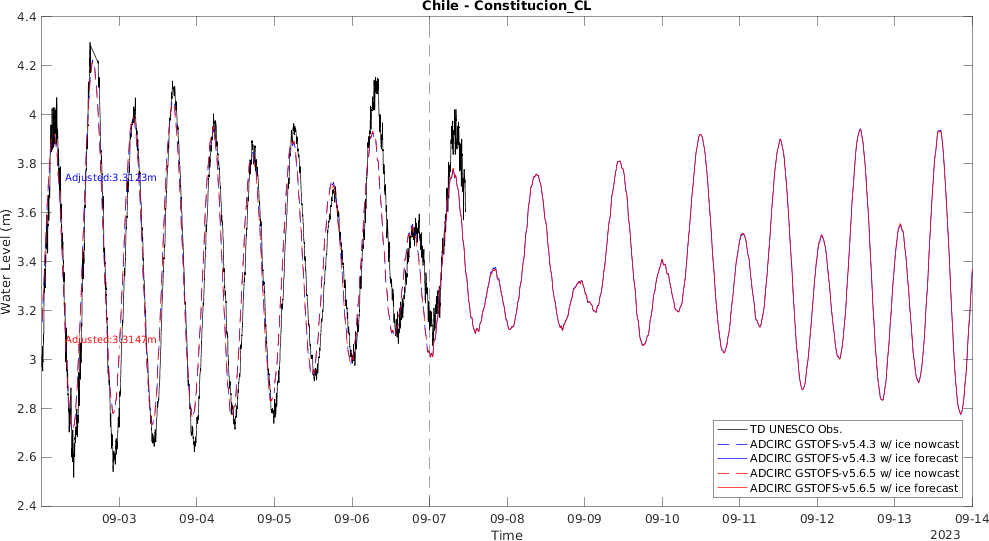 Chile - Constitucion_CL
4.4
4.2
4
3.8
3.6
3.4
3.2
3
2.8
2.6
2.4
Water Level (m)
Adjusted:3.3123m
Adjusted:3.3147m
TD UNESCO Obs.
ADCIRC GSTOFS-v5.4.3 w/ ice nowcast
ADCIRC GSTOFS-v5.4.3 w/ ice forecast
ADCIRC GSTOFS-v5.6.5 w/ ice nowcast
ADCIRC GSTOFS-v5.6.5 w/ ice forecast
09-03 09-04 09-05 09-06 09-07 09-08 09-09 09-10 09-11 09-12 09-13 09-14
Time
2023